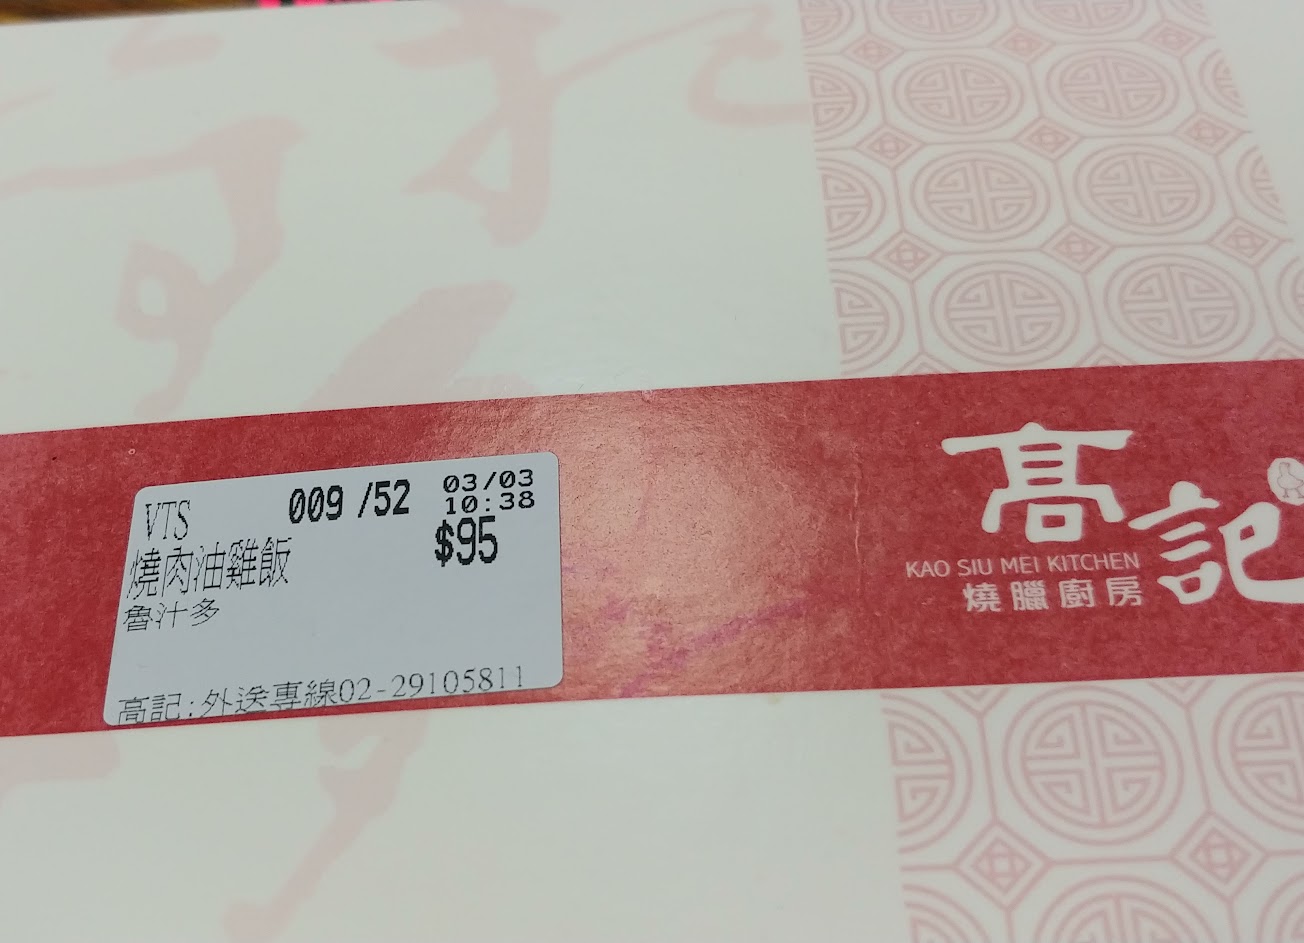 VTS 009 /52 03/03
10:38
燒肉油雞飯 $95
魯汁多
高記:外送專線02-29105811
髙記
KAO SIU MEI KITCHEN
燒臘廚房